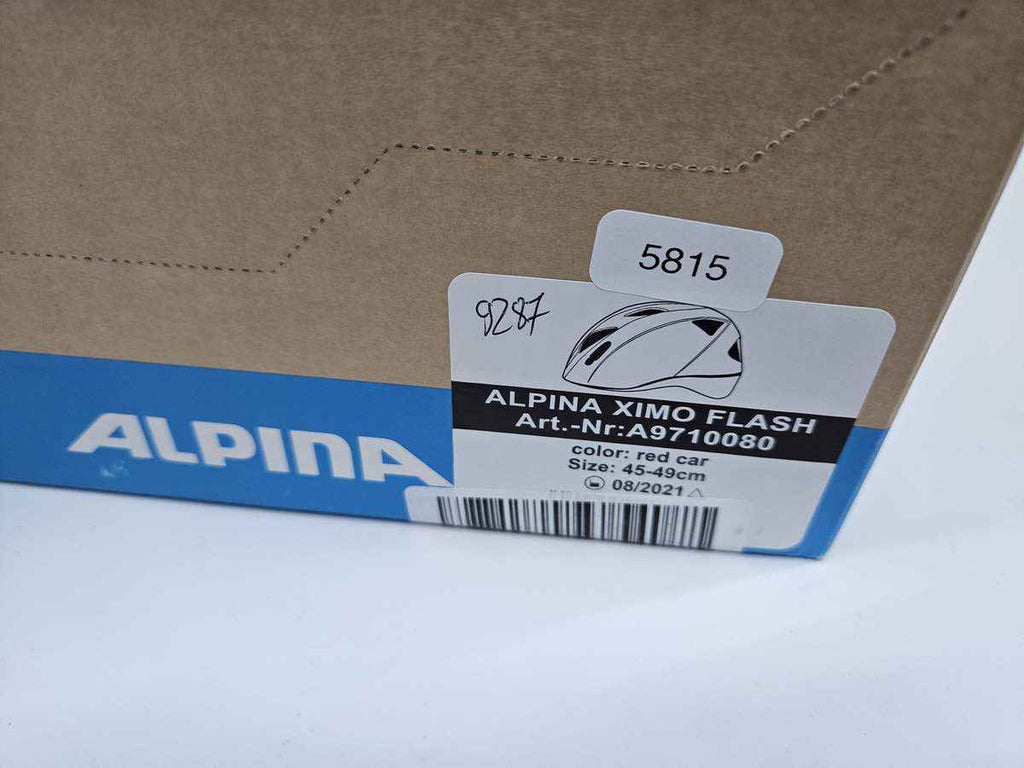 5815
9287
ALPINA XIMO FLASH
Art.-Nr:A9710080
color: red car
Size: 45-49cm
08/2021
ALPINA